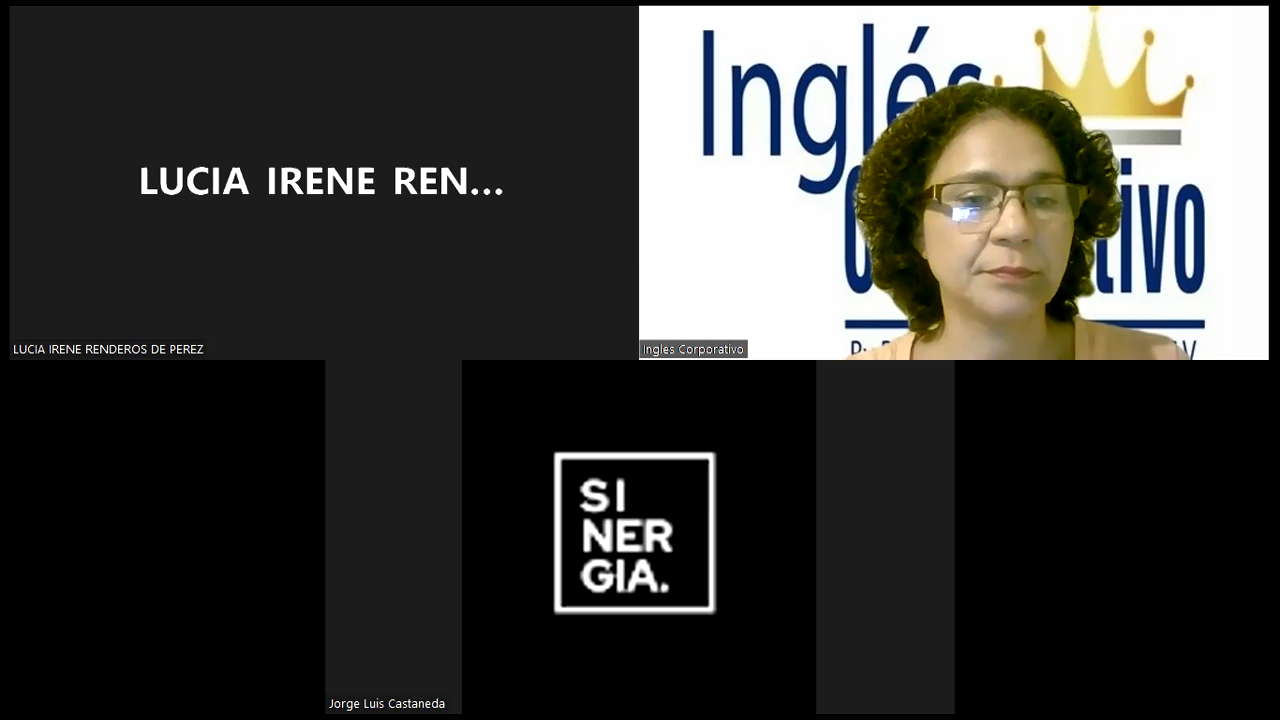 LUCIA IRENE REN...
LUCIA IRENE RENDEROS DE PEREZ
Inglés
tivo
Ingles Corporativo
SI
NER
GIA.
Jorge Luis Castaneda